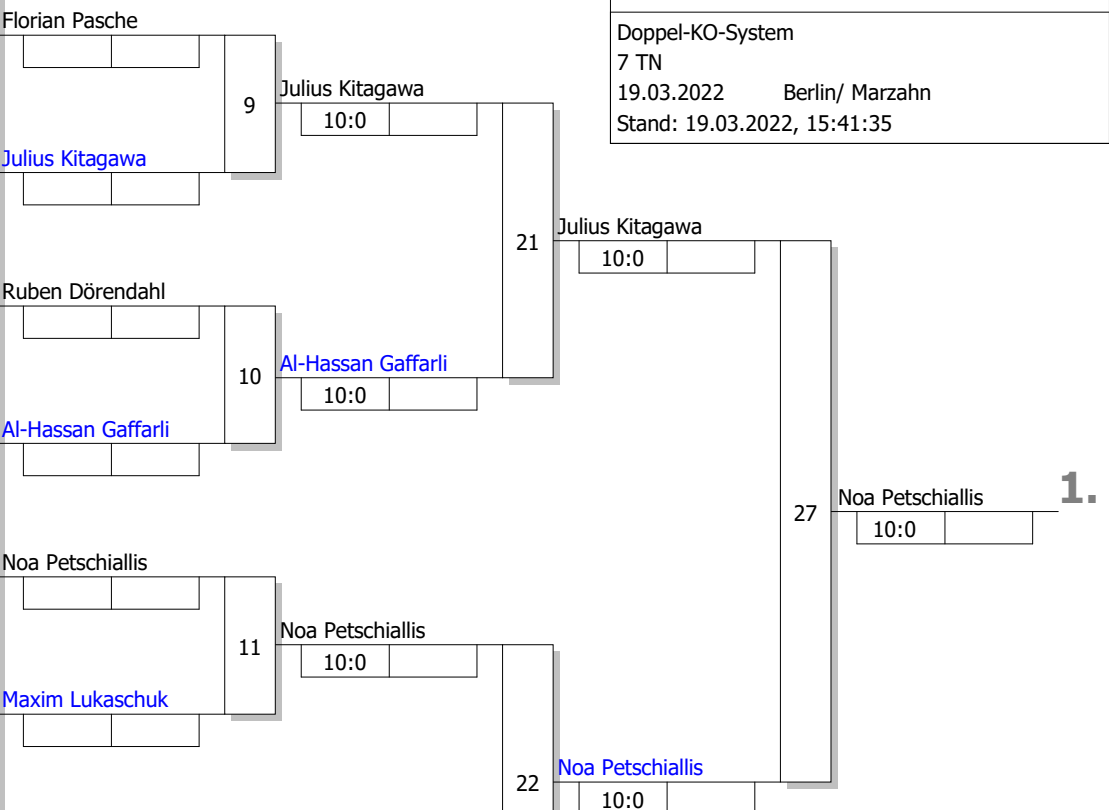 Florian Pasche
Doppel-KO-System
7 TN
19.03.2022 Berlin/ Marzahn
Stand: 19.03.2022, 15:41:35
9
Julius Kitagawa
10:0
Julius Kitagawa
21
Julius Kitagawa
10:0
Ruben Dörendahl
10
Al-Hassan Gaffarli
10:0
Al-Hassan Gaffarli
27
Noa Petschiallis
1.
10:0
Noa Petschiallis
11
Noa Petschiallis
10:0
Maxim Lukaschuk
22
Noa Petschiallis
10:0